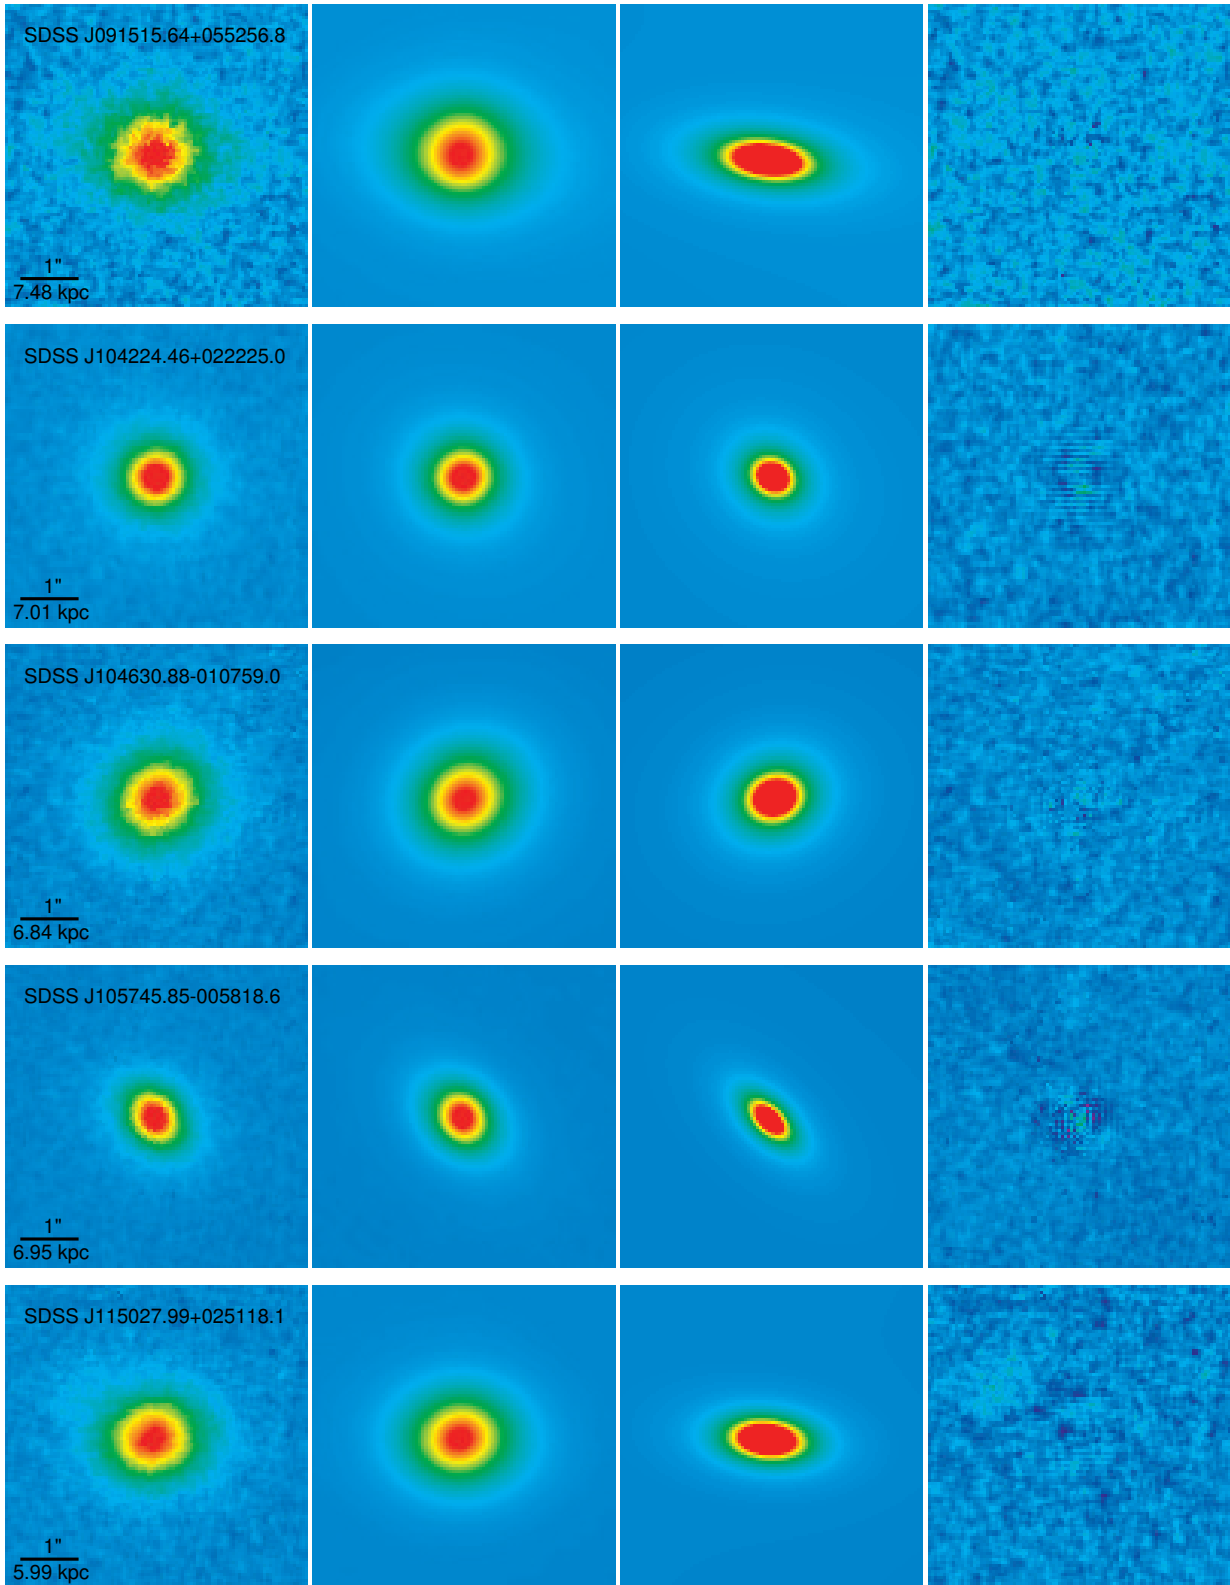 SDSS J091515.64+055256.8
1"
7.48 kpc
SDSS J104224.46+022225.0
1"
7.01 kpc
SDSS J104630.88-010759.0
1"
6.84 kpc
SDSS J105745.85-005818.6
1"
6.95 kpc
SDSS J115027.99+025118.1
1"
5.99 kpc